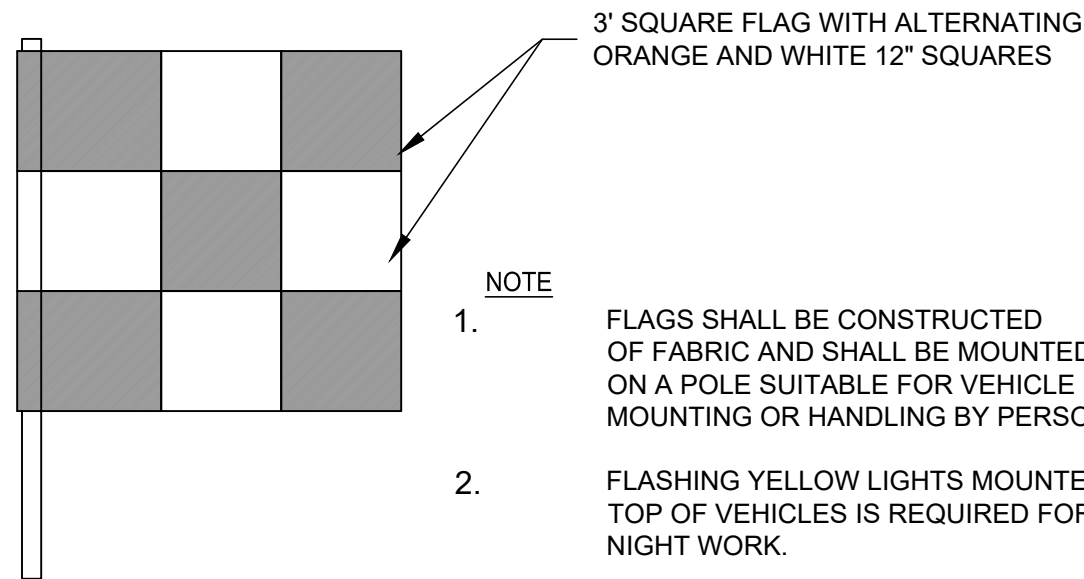 3' SQUARE FLAG WITH ALTERNATING
ORANGE AND WHITE 12" SQUARES
NOTE
1. FLAGS SHALL BE CONSTRUCTED
OF FABRIC AND SHALL BE MOUNTED
ON A POLE SUITABLE FOR VEHICLE
MOUNTING OR HANDLING BY
2. FLASHING YELLOW LIGHTS
TOP OF VEHICLES IS REQUIRED
NIGHT WORK.